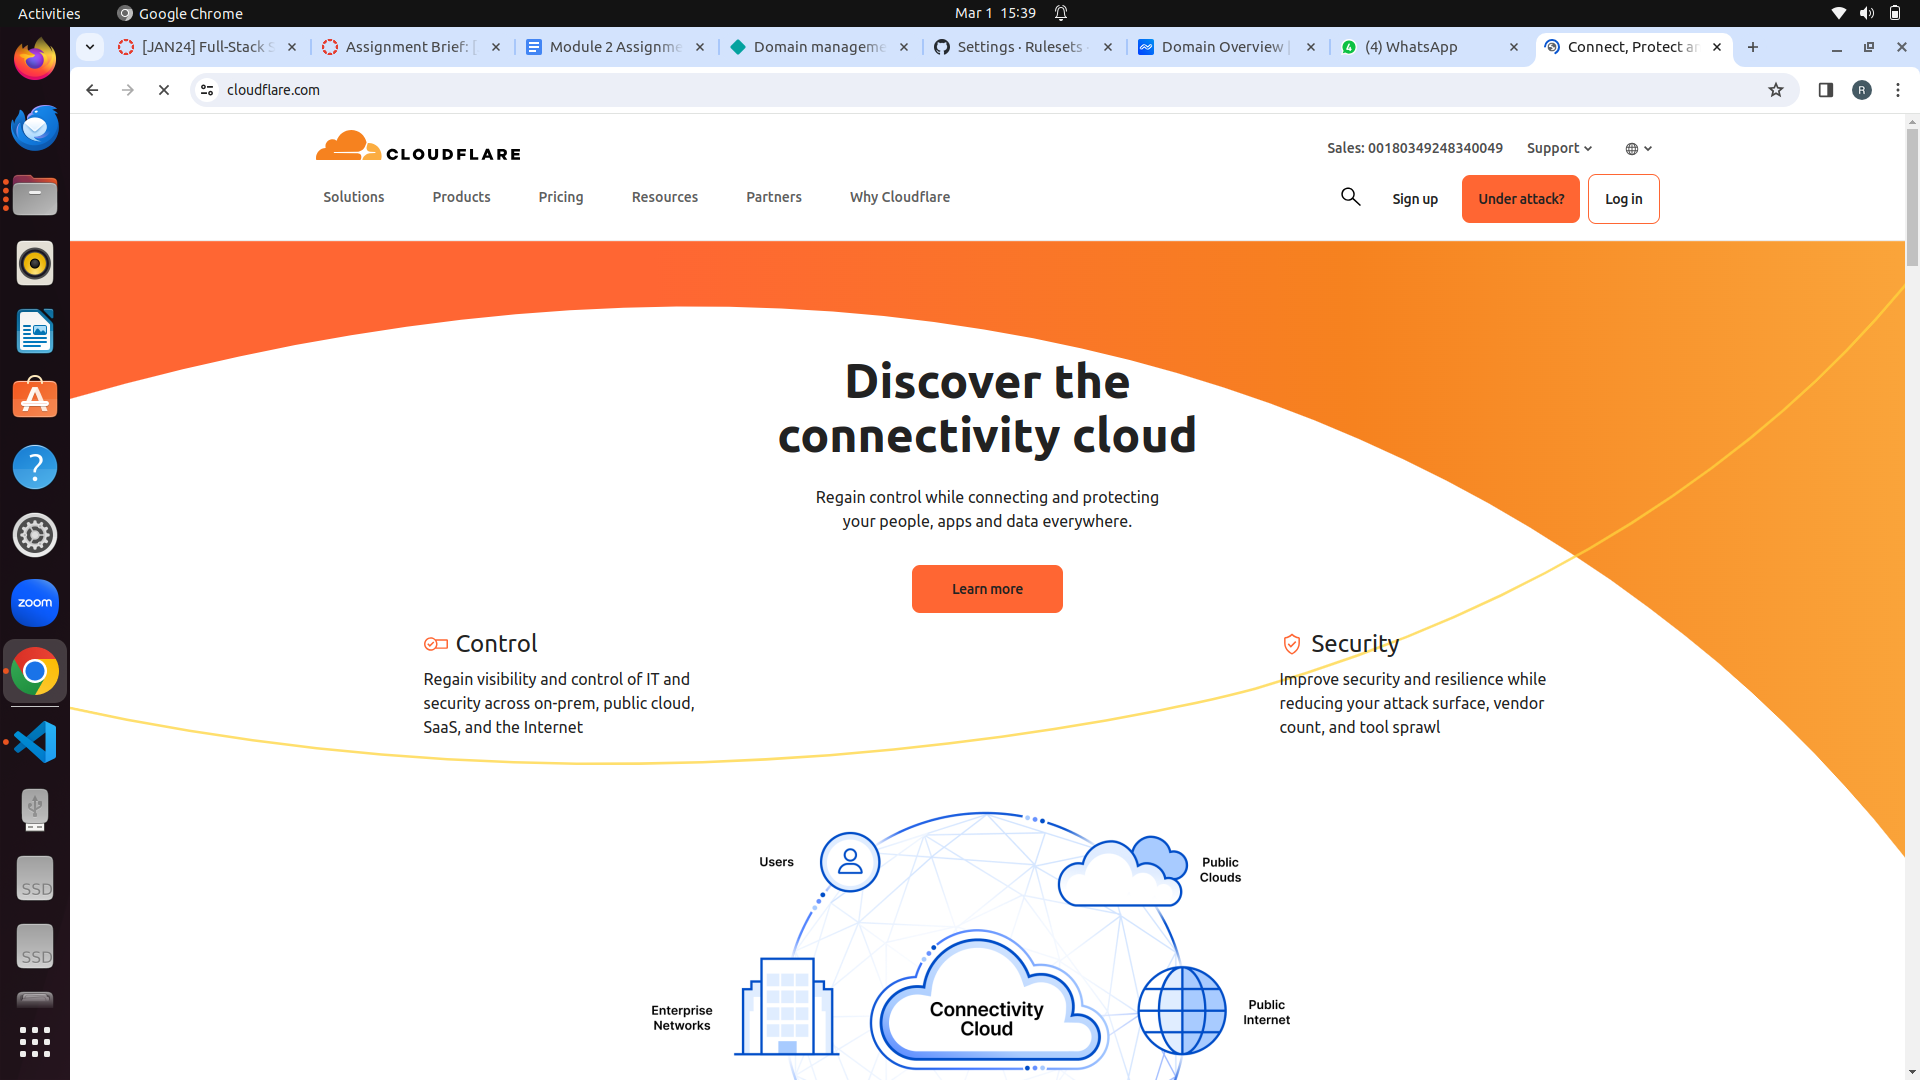 Activities
Google Chrome
Mar 1 15:39
[JAN24] Full-Stack S
Assignment Brief: [
Module 2 Assignme
Domain manageme
Settings · Rulesets ·
Domain Overview |
(4) WhatsApp
Connect, Protect an
cloudflare.com
R
CLOUDFLARE
Sales: 00180349248340049
Support
Solutions
Products
Pricing
Resources
Partners
Why Cloudflare
Sign up
Under attack?
Log in
Discover the
connectivity cloud
Regain control while connecting and protecting
your people, apps and data everywhere.
Learn more
Control
Regain visibility and control of IT and
security across on-prem, public cloud,
SaaS, and the Internet
Security
Improve security and resilience while
reducing your attack surface, vendor
count, and tool sprawl
Users
Public
Clouds
Enterprise
Networks
Connectivity
Cloud
Public
Internet
zoom
SSD
SSD